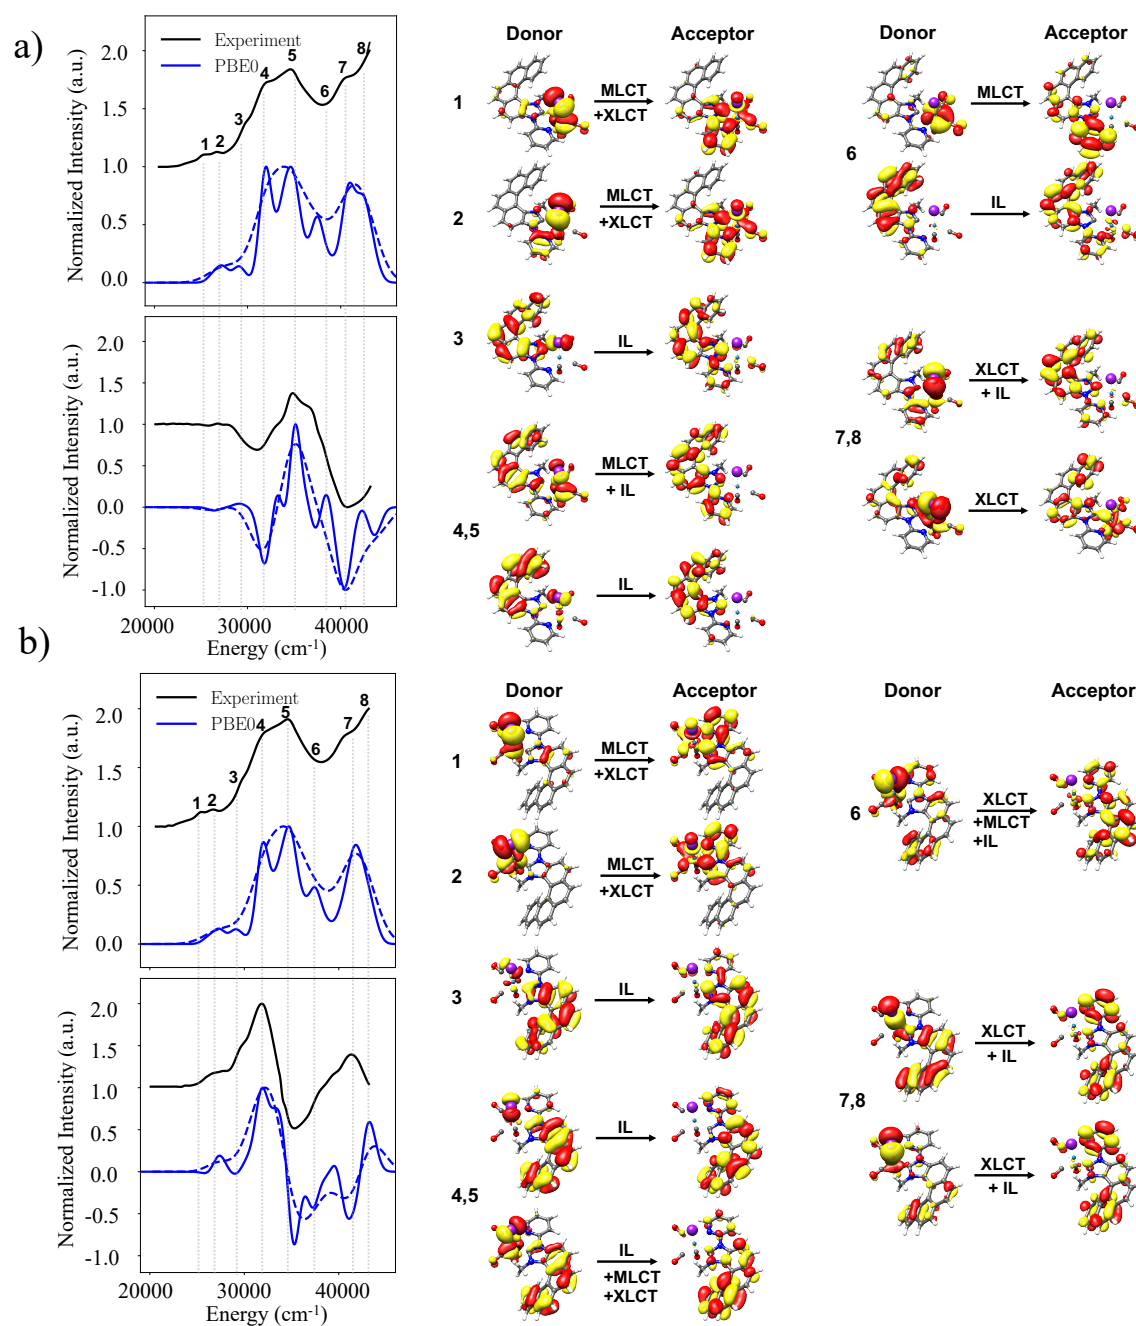 a)
Normalized Intensity (a.u.)
2.0
1.5
1.0
0.5
0.0
Experiment
PBE0
1
2
3
4
5
6
7
8
Normalized Intensity (a.u.)
1.0
0.5
0.0
-0.5
-1.0
20000
30000
40000
Energy (cm-1)
Donor
Acceptor
1
MLCT
+XLCT
2
MLCT
+XLCT
3
IL
4,5
MLCT
+ IL
IL
Donor
Acceptor
6
MLCT
IL
7,8
XLCT
+ IL
XLCT
b)
Normalized Intensity (a.u.)
2.0
1.5
1.0
0.5
0.0
Experiment
PBE0
1
2
3
4
5
6
7
8
Normalized Intensity (a.u.)
2.0
1.5
1.0
0.5
0.0
-0.5
-1.0
20000
30000
40000
Energy (cm-1)
Donor
Acceptor
1
MLCT
+XLCT
2
MLCT
+XLCT
3
IL
4,5
IL
IL
+MLCT
+XLCT
Donor
Acceptor
6
XLCT
+MLCT
+IL
7,8
XLCT
+ IL
XLCT
+ IL